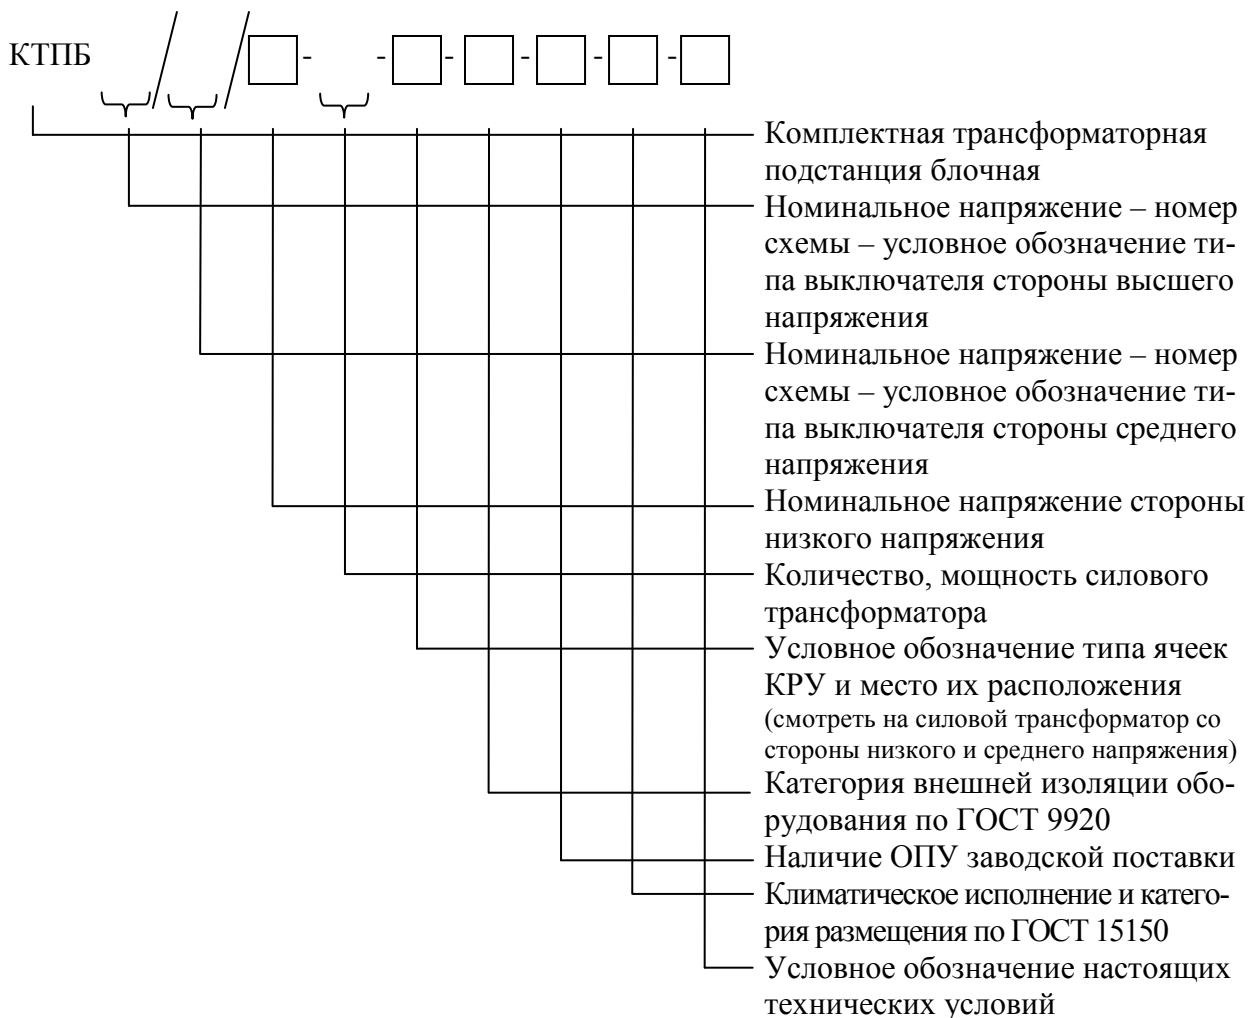 КТПБ / / - - - - - -
Комплектная трансформаторная
подстанция блочная
Номинальное напряжение – номер
схемы – условное обозначение ти-
па выключателя стороны высшего
напряжения
Номинальное напряжение – номер
схемы – условное обозначение ти-
па выключателя стороны среднего
напряжения
Номинальное напряжение стороны
низкого напряжения
Количество, мощность силового
трансформатора
Условное обозначение типа ячеек
КРУ и место их расположения
(смотреть на силовой трансформатор со
стороны низкого и среднего напряжения)
Категория внешней изоляции обо-
рудования по ГОСТ 9920
Наличие ОПУ заводской поставки
Климатическое исполнение и катего-
рия размещения по ГОСТ 15150
Условное обозначение настоящих
технических условий